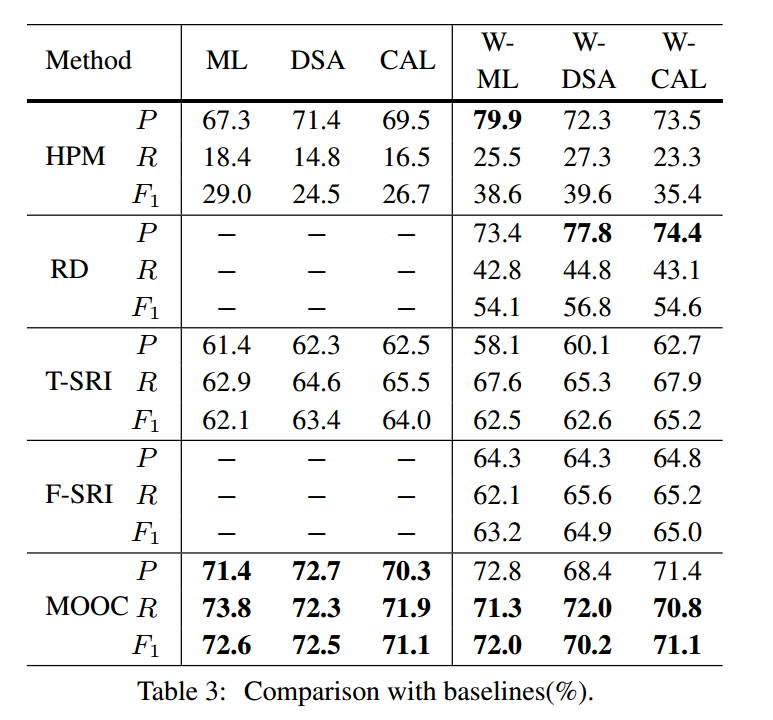 Method ML DSA CAL W-ML W-DSA W-CAL
P 67.3 71.4 69.5 79.9 72.3 73.5
HPM R 18.4 14.8 16.5 25.5 27.3 23.3
F1 29.0 24.5 26.7 38.6 39.6 35.4
P – – – 73.4 77.8 74.4
RD R – – – 42.8 44.8 43.1
F1 – – – 54.1 56.8 54.6
P 61.4 62.3 62.5 58.1 60.1 62.7
T-SRI R 62.9 64.6 65.5 67.6 65.3 67.9
F1 62.1 63.4 64.0 62.5 62.6 65.2
P – – – 64.3 64.3 64.8
F-SRI R – – – 62.1 65.6 65.2
F1 – – – 63.2 64.9 65.0
P 71.4 72.7 70.3 72.8 68.4 71.4
MOOC R 73.8 72.3 71.9 71.3 72.0 70.8
F1 72.6 72.5 71.1 72.0 70.2 71.1
Table 3: Comparison with baselines(%).